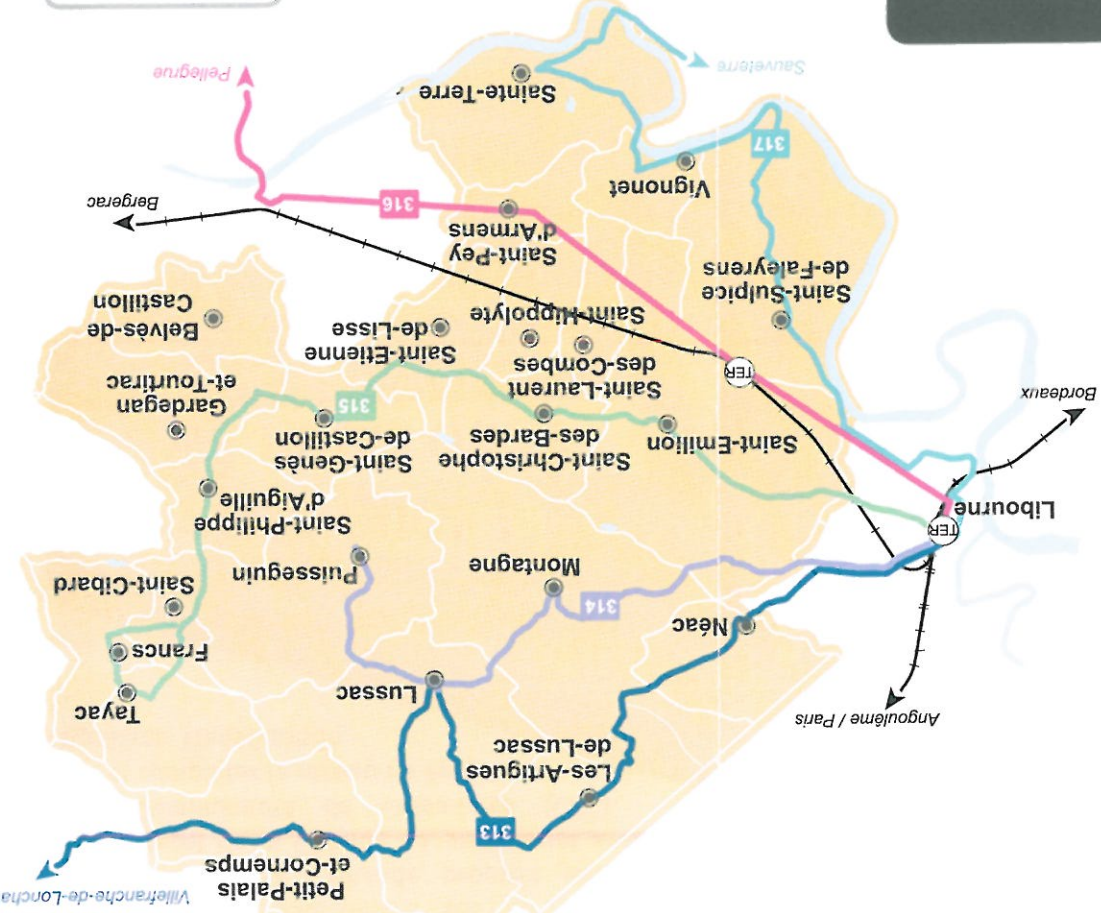 Villefranche-de-Loncha
Petit-Palais
et-Cornemps
313
Les-Artigues
de-Lussac
Angoulême / Paris
Tayac
Lussac
Francs
Néac
Saint-Cibard
314
Montagne
Puisseguin
Libourne
TER
Saint-Philippe
d'Aiguille
Saint-Emilion
Saint-Christophe
des-Bardes
Saint-Genès
de-Castillon
315
Gardegan
et-Tourtirac
Bordeaux
Saint-Laurent
des-Combes
TER
Saint-Etienne
de-Lisse
Saint-Hippolyte
Belvès-de
Castillon
Saint-Sulpice
de-Faleyrens
Saint-Pey
d'Armens
316
Bergerac
Vignonet
317
Sainte-Terre
Pellegrue
Sauveterre